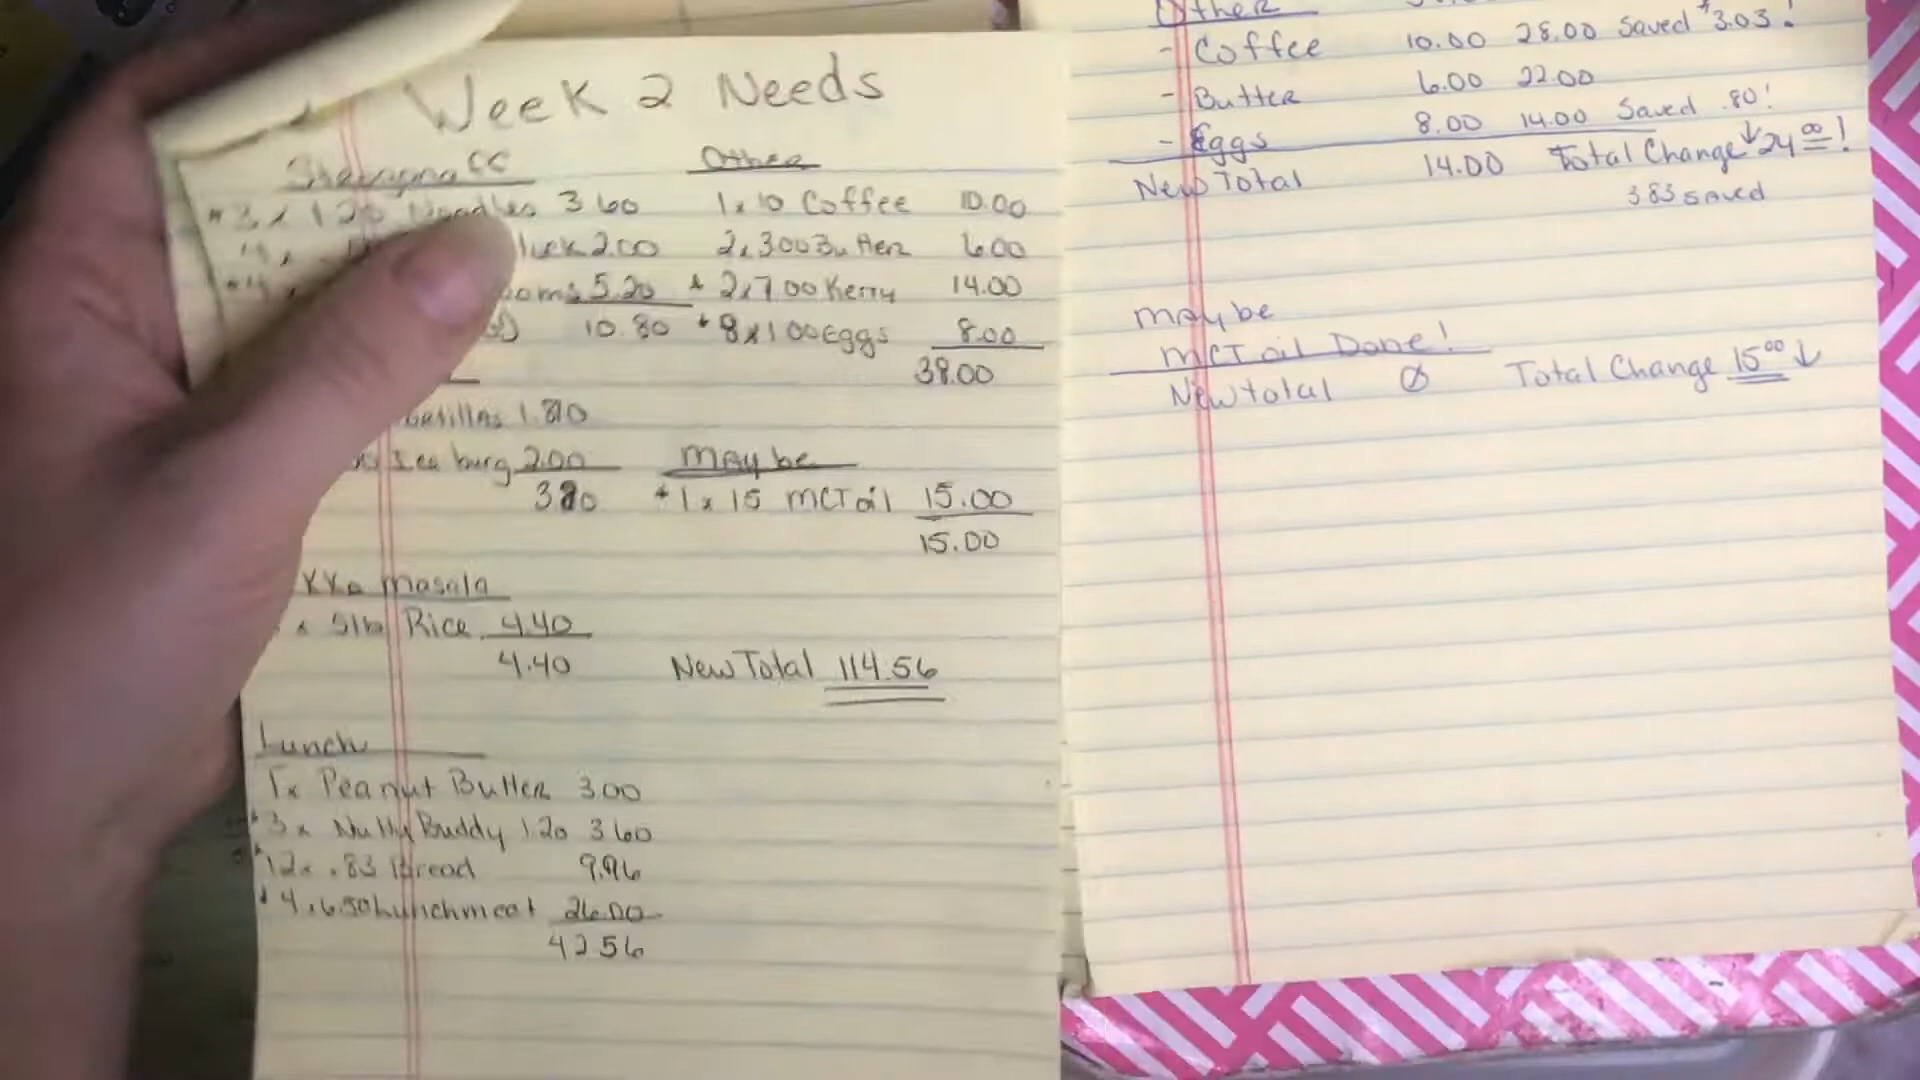 Week 2 Needs
3 x 1.20 Noodles 3.60
2.00
5.20
10.80
1.80
burg 2.00
3.80
masala
x 5lb Rice 4.40
4.40
Lunch
1x Peanut Butter 3.00
*3x Nutty Buddy 1.20 3.60
*12x .83 Bread 9.96
*4x6.50 Lunchmeat 26.00
42.56
Other
1x10 Coffee 10.00
2x3.00 Butter 6.00
* 2x7.00 Kerry 14.00
* 8x1.00 Eggs 8.00
38.00
Maybe
*1x15 MCT oil 15.00
15.00
New Total 114.56
Other
- Coffee 10.00 28.00 Saved $3.03!
- Butter 6.00 22.00
- Eggs 8.00 14.00 Saved .80!
New Total 14.00 Total Change ↓24.00!
3.83 saved
maybe
MCT oil Done!
New total Ø Total Change 15.00 ↓